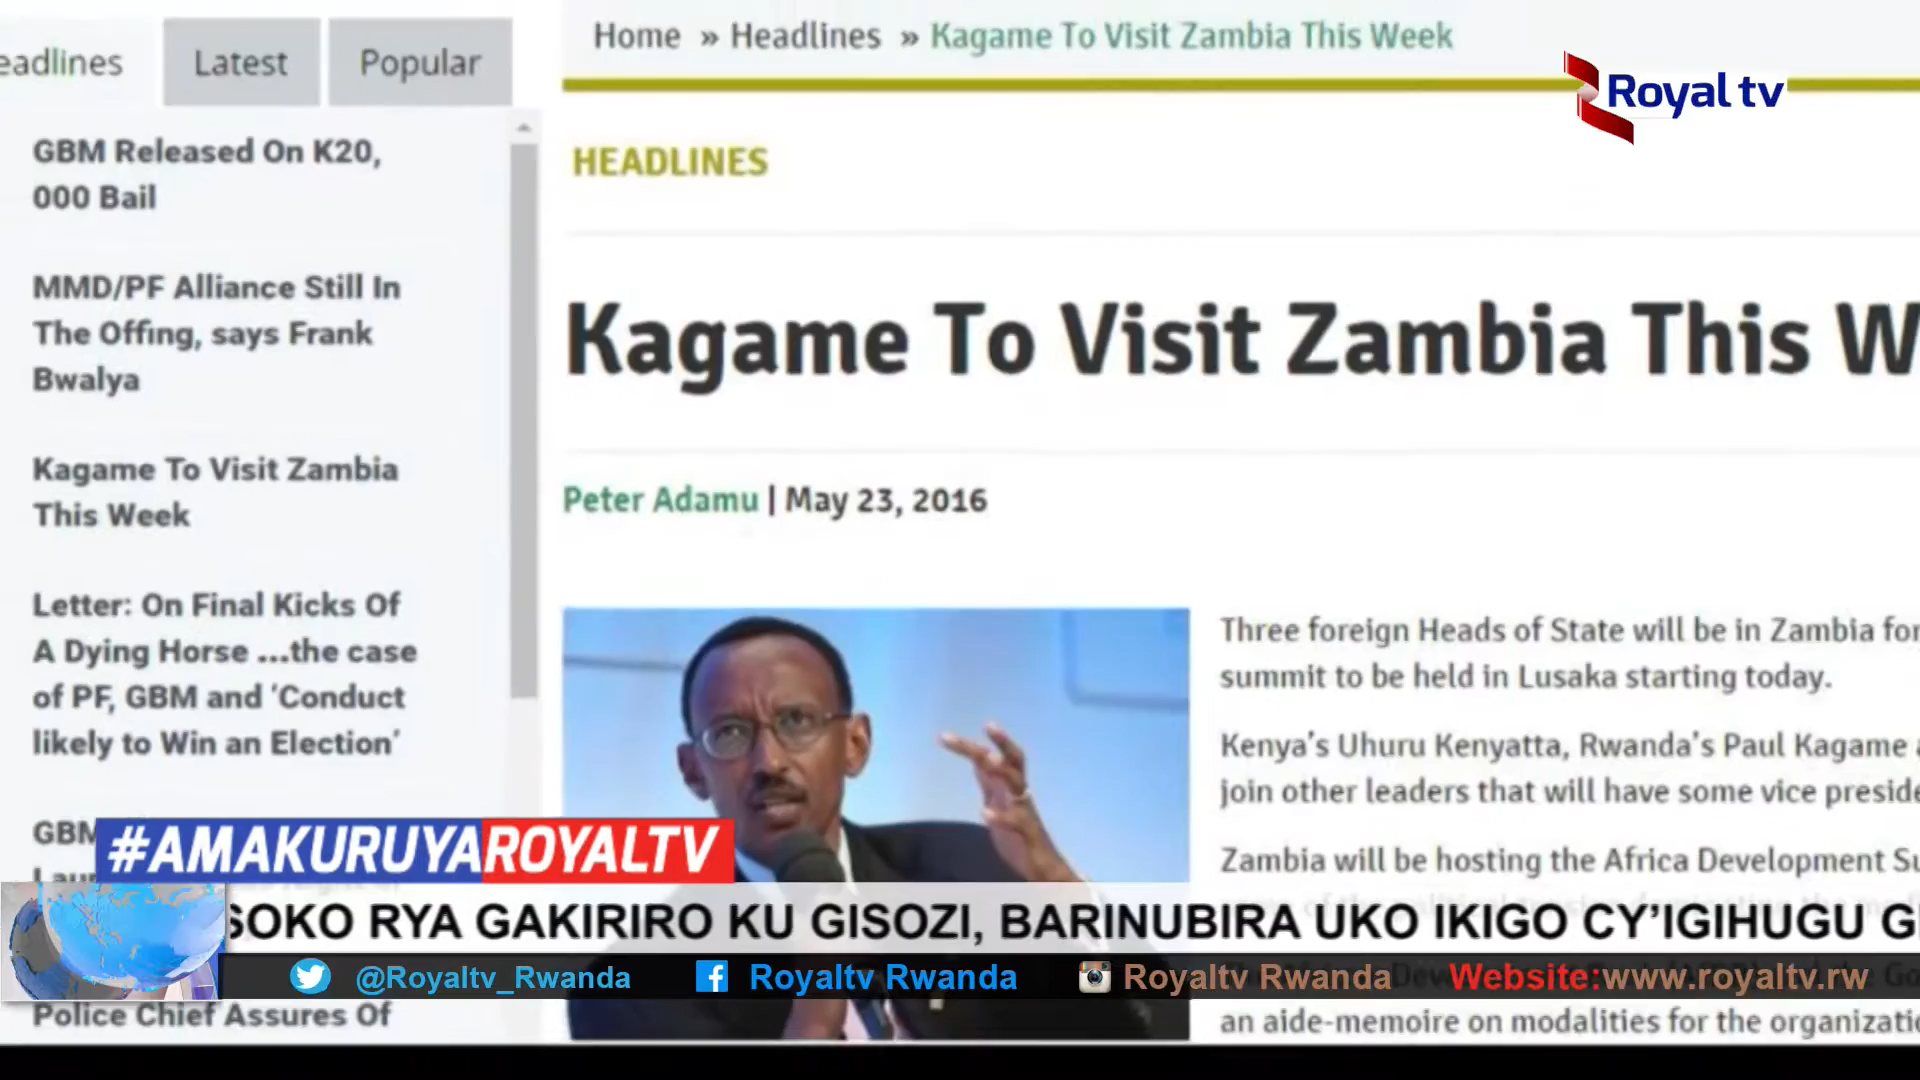 eadlines
Latest
Popular
Home » Headlines » Kagame To Visit Zambia This Week
Royal tv
GBM Released On K20,
000 Bail
MMD/PF Alliance Still In
The Offing, says Frank
Bwalya
Kagame To Visit Zambia
This Week
Letter: On Final Kicks Of
A Dying Horse ...the case
of PF, GBM and ‘Conduct
likely to Win an Election’
GBM
HEADLINES
Kagame To Visit Zambia This W
Peter Adamu | May 23, 2016
Three foreign Heads of State will be in Zambia for
summit to be held in Lusaka starting today.
Kenya’s Uhuru Kenyatta, Rwanda’s Paul Kagame a
join other leaders that will have some vice preside
Zambia will be hosting the Africa Development Su
#AMAKURUYAROYALTV
SOKO RYA GAKIRIRO KU GISOZI, BARINUBIRA UKO IKIGO CY’IGIHUGU G
@Royaltv_Rwanda
Royaltv Rwanda
Royaltv Rwanda
Website:www.royaltv.rw
Police Chief Assures Of
an aide-memoire on modalities for the organizatio